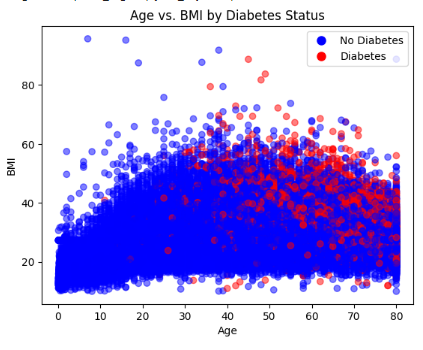 Age vs. BMI by Diabetes Status
No Diabetes
Diabetes
80
60
40
20
BMI
0 10 20 30 40 50 60 70 80
Age